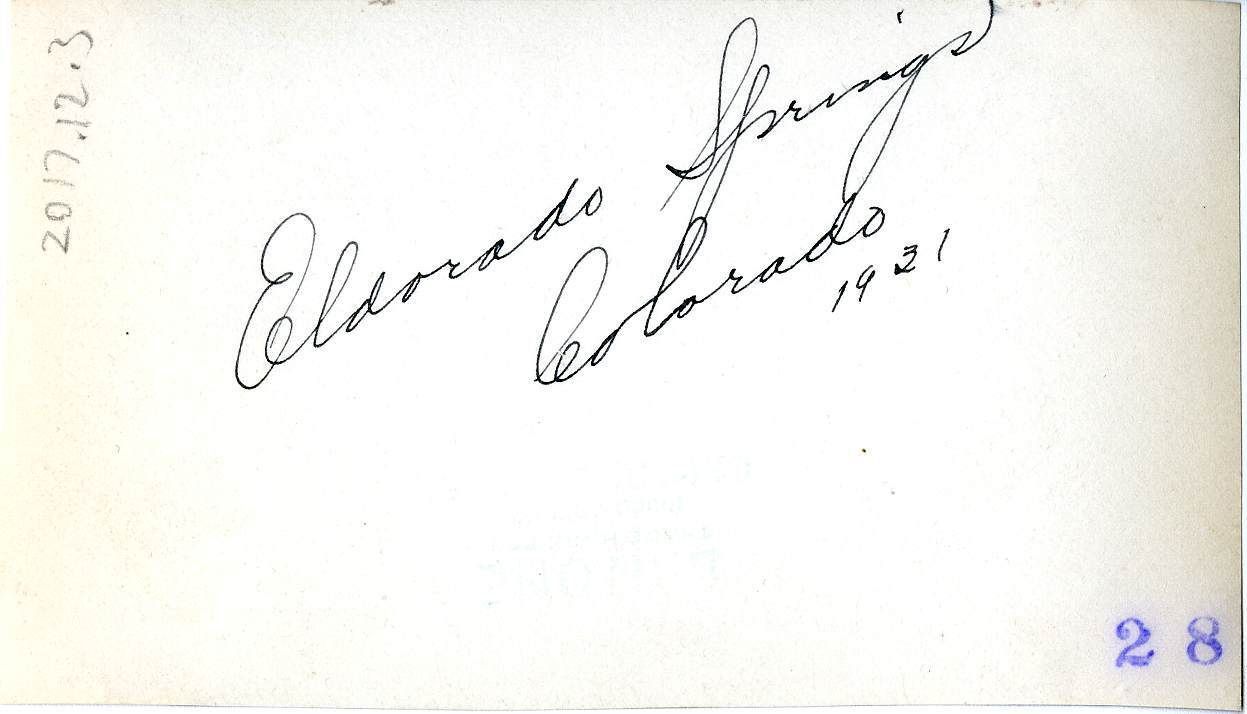 2017.12.3
Eldorado Springs
Colorado
1931
28